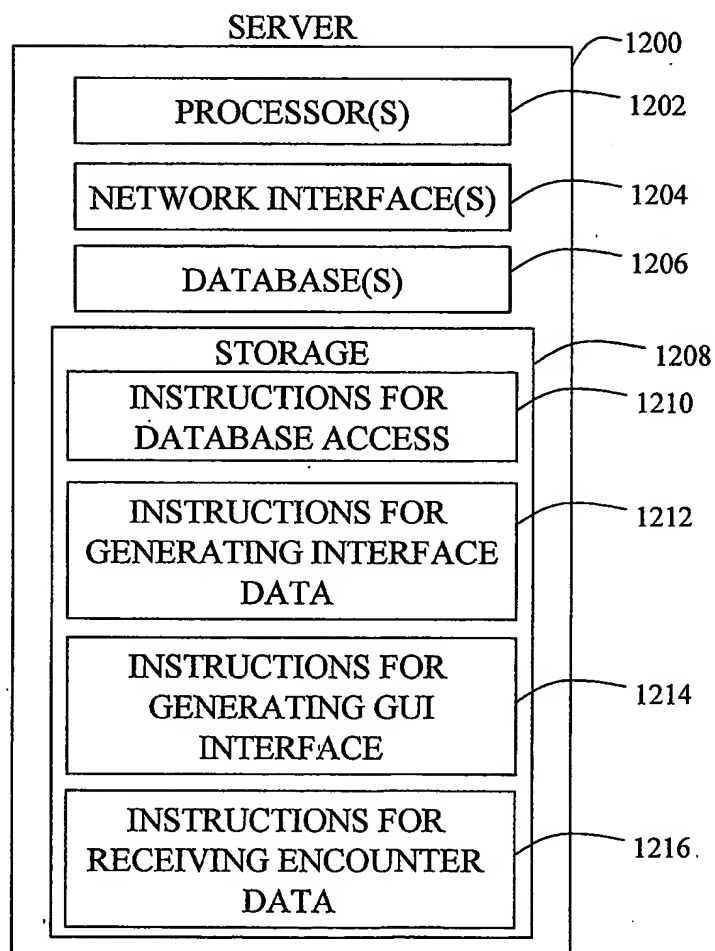 SERVER
1200
PROCESSOR(S)
1202
NETWORK INTERFACE(S)
1204
DATABASE(S)
1206
STORAGE
1208
INSTRUCTIONS FOR
DATABASE ACCESS
1210
INSTRUCTIONS FOR
GENERATING INTERFACE
DATA
1212
INSTRUCTIONS FOR
GENERATING GUI
INTERFACE
1214
INSTRUCTIONS FOR
RECEIVING ENCOUNTER
DATA
1216